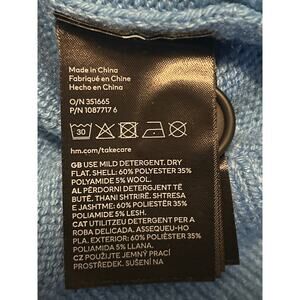 Made in China
Fabriqué en Chine
Hecho en China
O/N 351665
P/N 1087717 6
30
hm.com/takecare
GB USE MILD DETERGENT. DRY
FLAT. SHELL: 60% POLYESTER 35%
POLYAMIDE 5% WOOL.
AL PËRDORNI DETERGJENT TË
BUTË. THANI SHTRIRË. SHTRESA
E JASHTME: 60% POLIESTËR 35%
POLIAMID 5% LESH.
CAT UTILITZEU DETERGENT PER A
ROBA DELICADA. ASSEQUEU-HO
PLA. EXTERIOR: 60% POLIÈSTER 35%
POLIAMIDA 5% LLANA.
CZ POUŽIJTE JEMNÝ PRACÍ
PROSTŘEDEK. SUŠENÍ NA